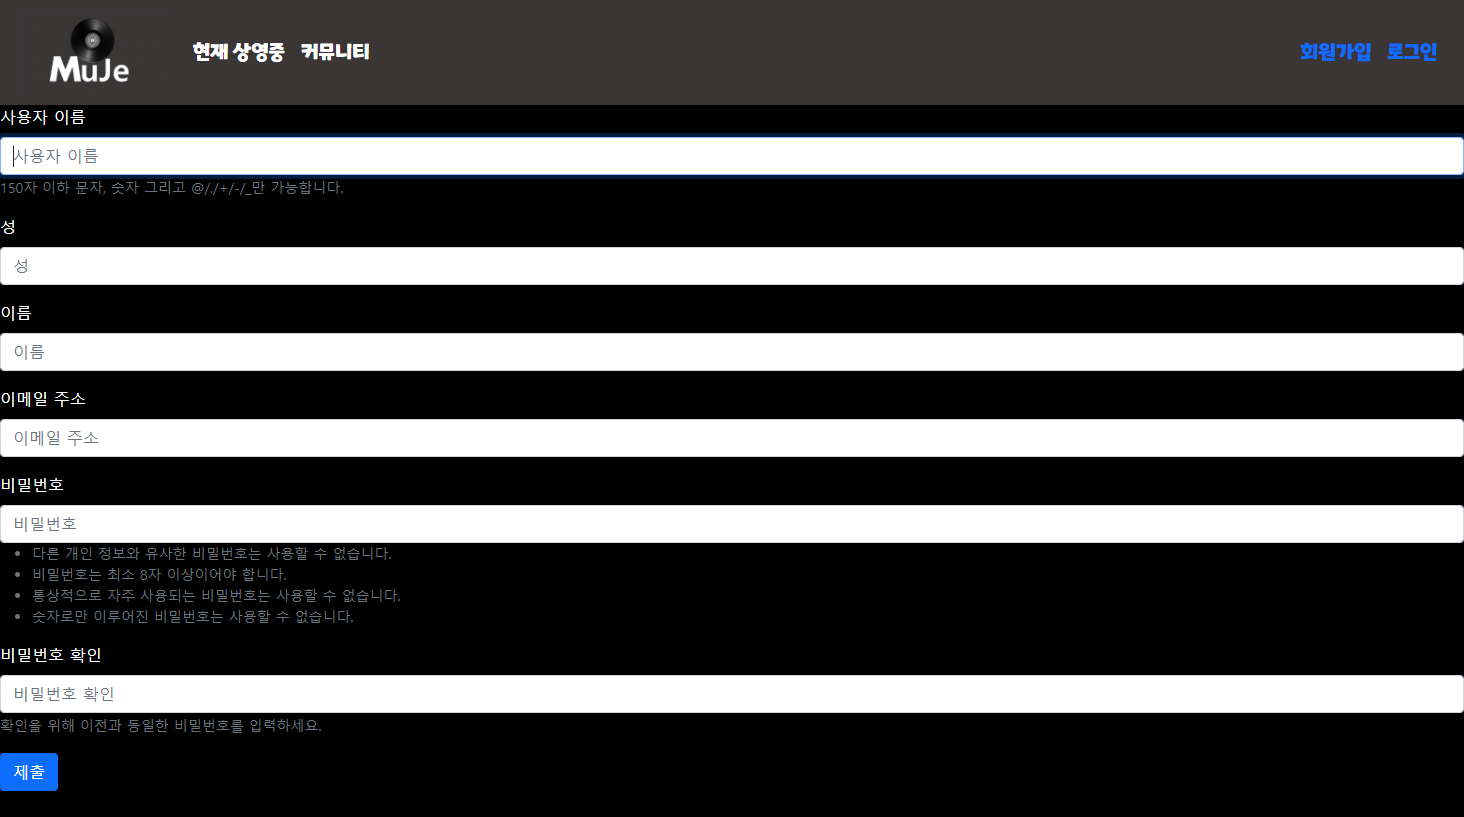 MuJe
현재 상영중 커뮤니티 회원가입 로그인
사용자 이름
사용자 이름
150자 이하 문자, 숫자 그리고 @/./+/-/_만 가능합니다.
성
성
이름
이름
이메일 주소
이메일 주소
비밀번호
비밀번호
다른 개인 정보와 유사한 비밀번호는 사용할 수 없습니다.
비밀번호는 최소 8자 이상이어야 합니다.
통상적으로 자주 사용되는 비밀번호는 사용할 수 없습니다.
숫자로만 이루어진 비밀번호는 사용할 수 없습니다.
비밀번호 확인
비밀번호 확인
확인을 위해 이전과 동일한 비밀번호를 입력하세요.
제출